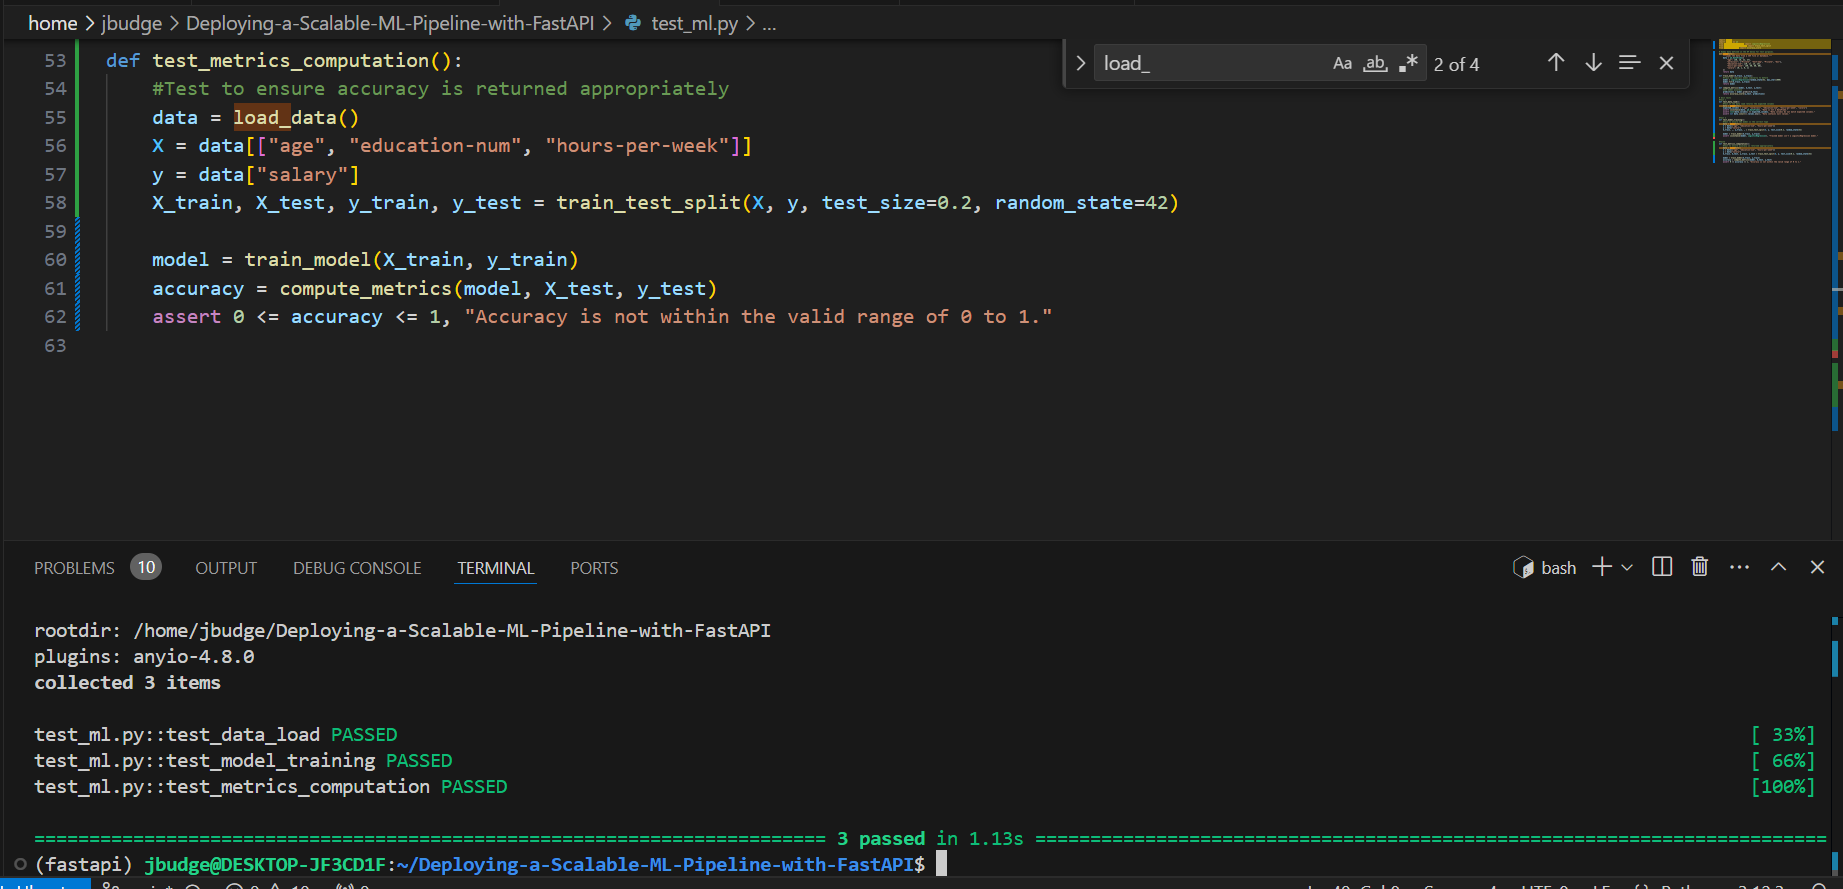 home > jbudge > Deploying-a-Scalable-ML-Pipeline-with-FastAPI > test_ml.py > ...
load_ Aa ab 2 of 4
53 def test_metrics_computation():
54 #Test to ensure accuracy is returned appropriately
55 data = load_data()
56 X = data[["age", "education-num", "hours-per-week"]]
57 y = data["salary"]
58 X_train, X_test, y_train, y_test = train_test_split(X, y, test_size=0.2, random_state=42)
59
60 model = train_model(X_train, y_train)
61 accuracy = compute_metrics(model, X_test, y_test)
62 assert 0 <= accuracy <= 1, "Accuracy is not within the valid range of 0 to 1."
63
PROBLEMS 10 OUTPUT DEBUG CONSOLE TERMINAL PORTS bash
rootdir: /home/jbudge/Deploying-a-Scalable-ML-Pipeline-with-FastAPI
plugins: anyio-4.8.0
collected 3 items
test_ml.py::test_data_load PASSED [ 33%]
test_ml.py::test_model_training PASSED [ 66%]
test_ml.py::test_metrics_computation PASSED [100%]
======================================================================== 3 passed in 1.13s ========================================================================
(fastapi) jbudge@DESKTOP-JF3CD1F:~/Deploying-a-Scalable-ML-Pipeline-with-FastAPI$